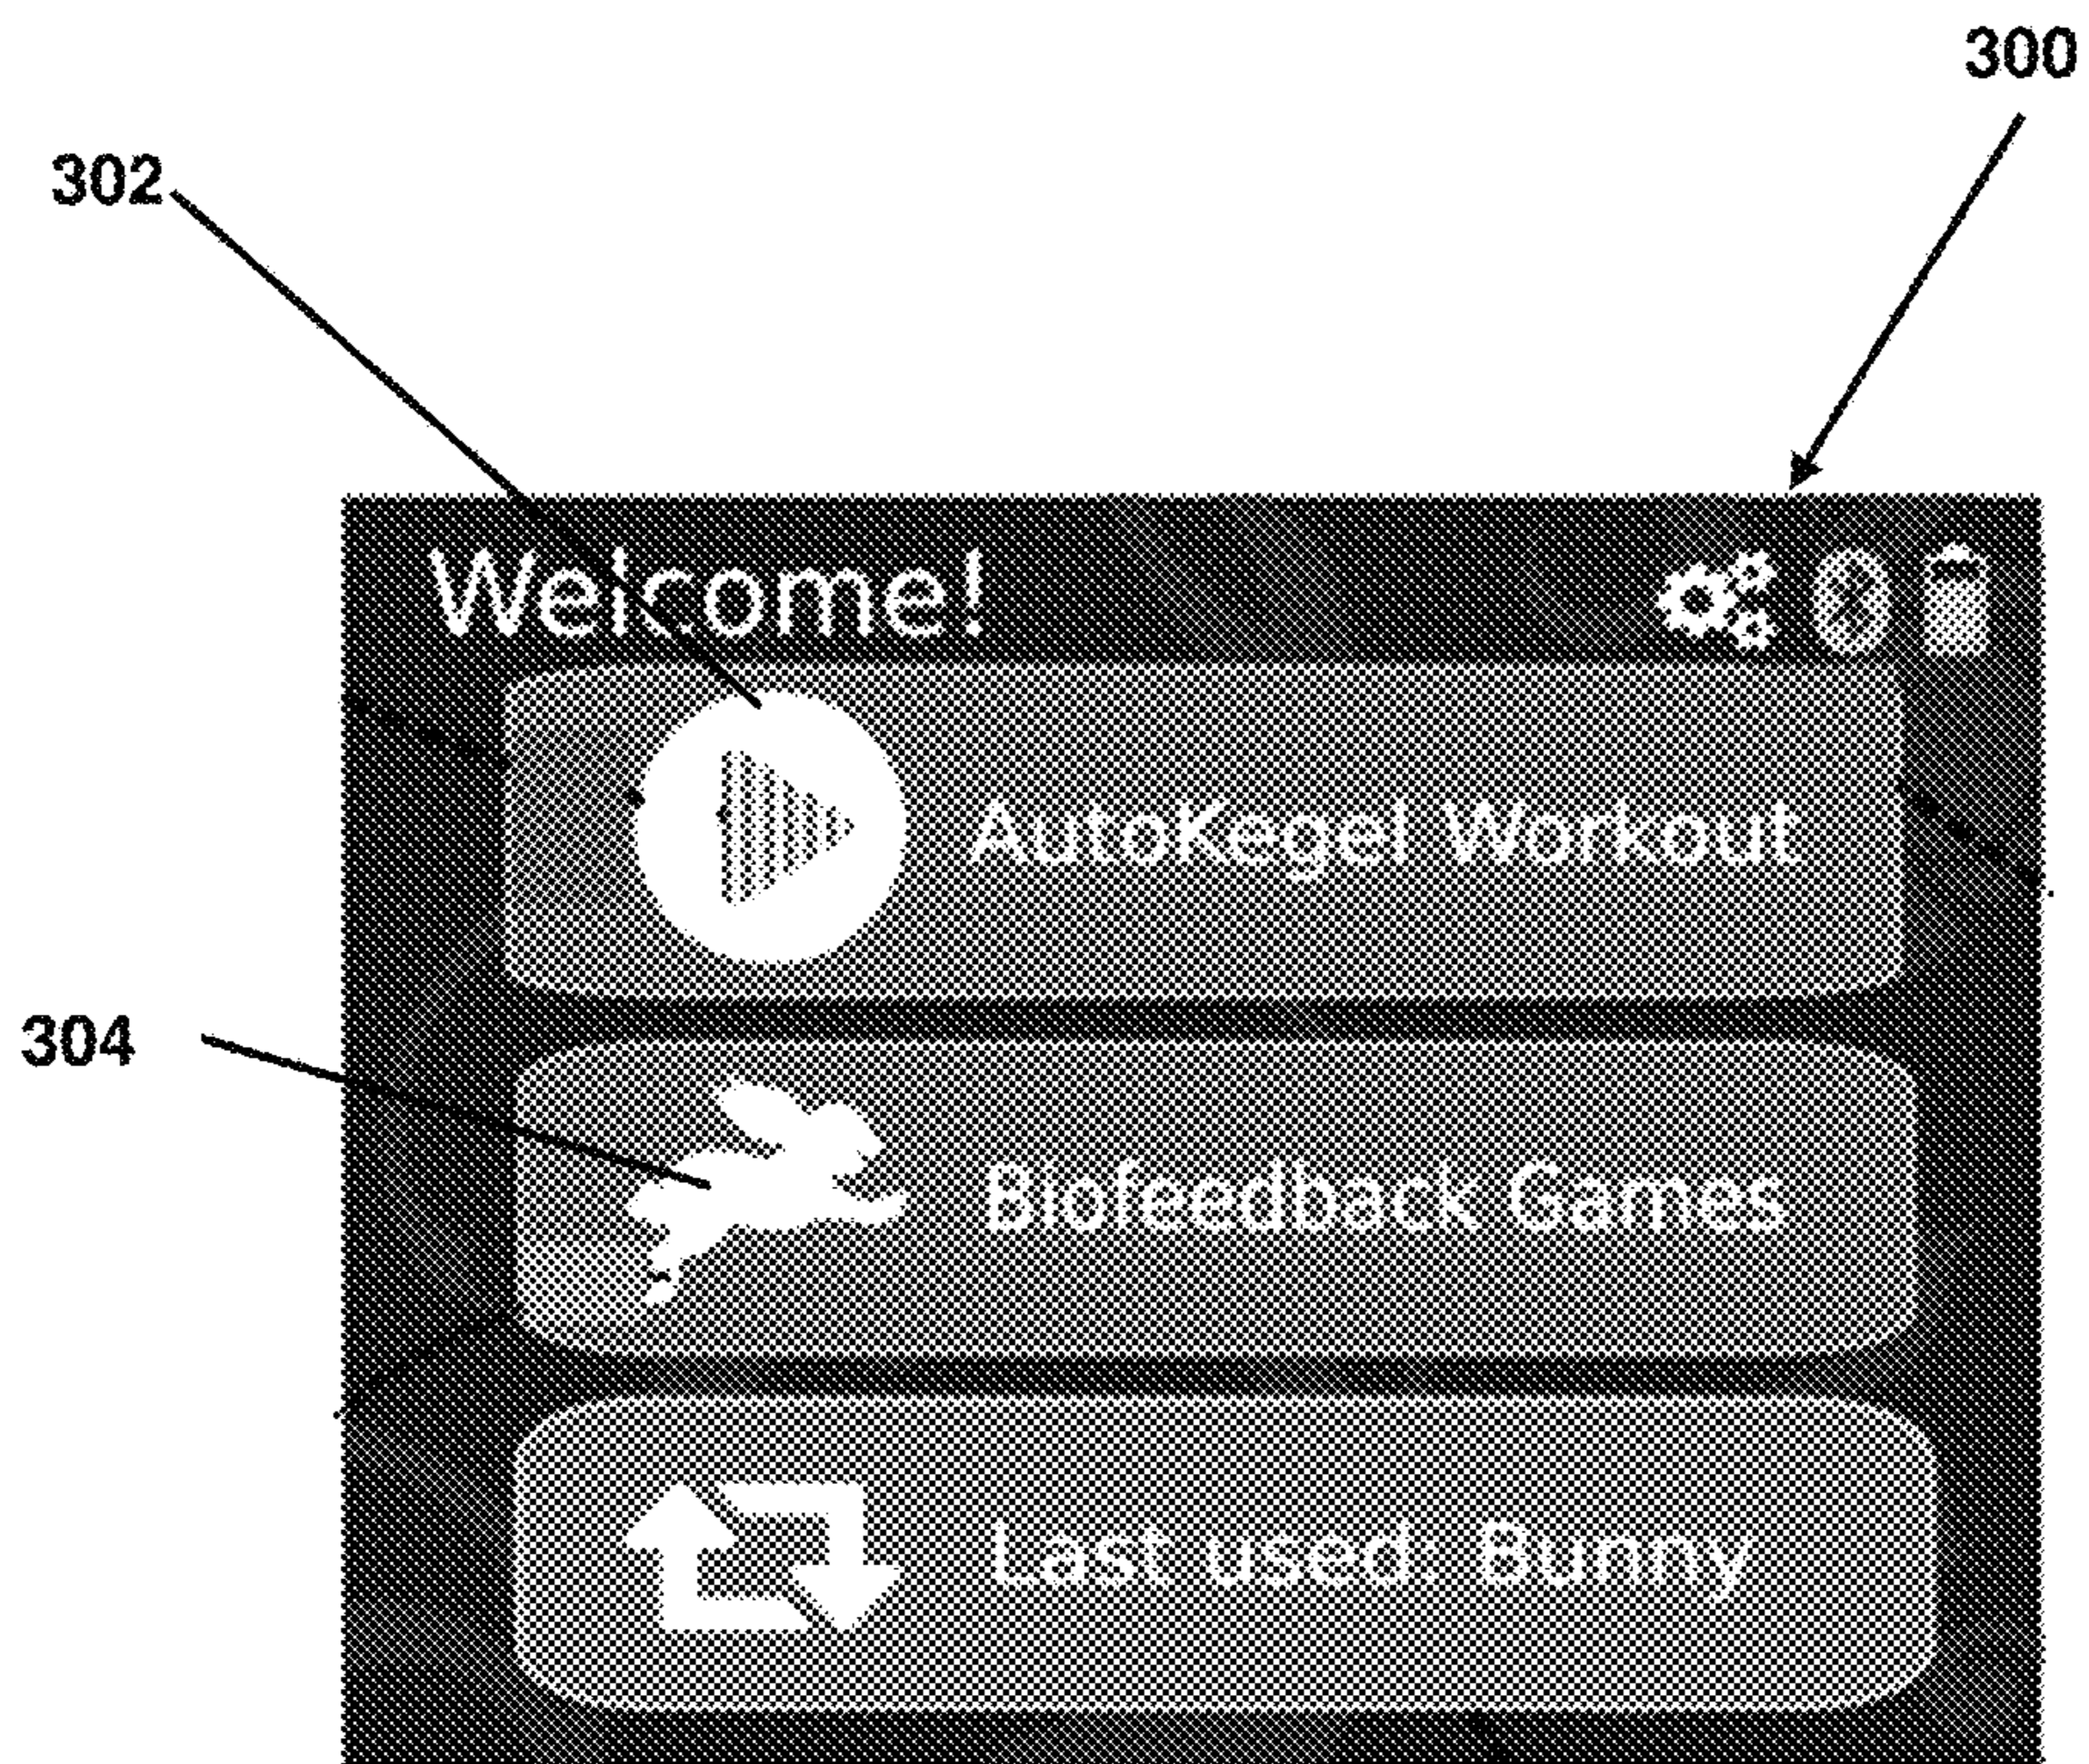 300
302
Welcome!
AutoKegel Workout
304
Biofeedback Games
Last used: Bunny